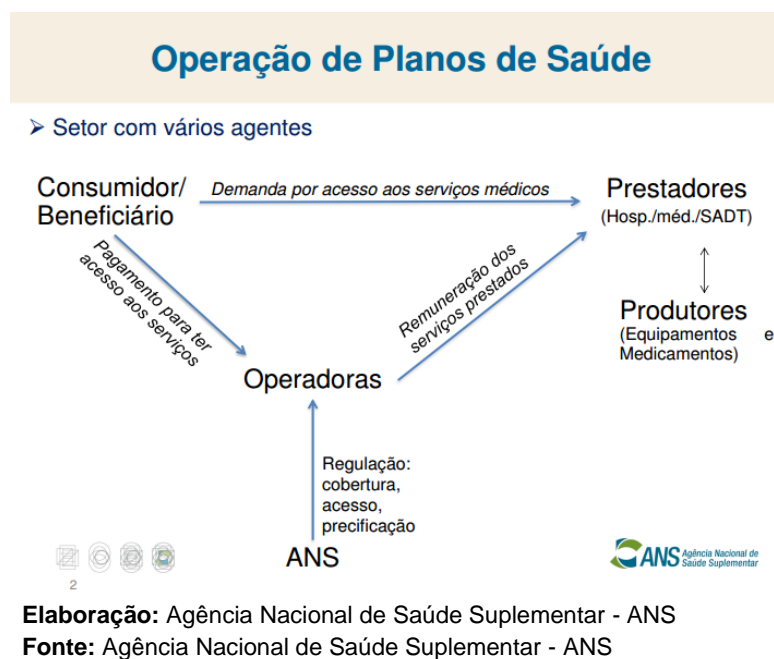 Operação de Planos de Saúde
➢ Setor com vários agentes
Consumidor/
Beneficiário
Demanda por acesso aos serviços médicos
Prestadores
(Hosp./méd./SADT)
Pagamento para ter
acesso aos serviços
Remuneração dos
serviços prestados
Produtores
(Equipamentos e
Medicamentos)
Operadoras
Regulação:
cobertura,
acesso,
precificação
ANS
ANS Agência Nacional de
Saúde Suplementar
2
Elaboração: Agência Nacional de Saúde Suplementar - ANS
Fonte: Agência Nacional de Saúde Suplementar - ANS